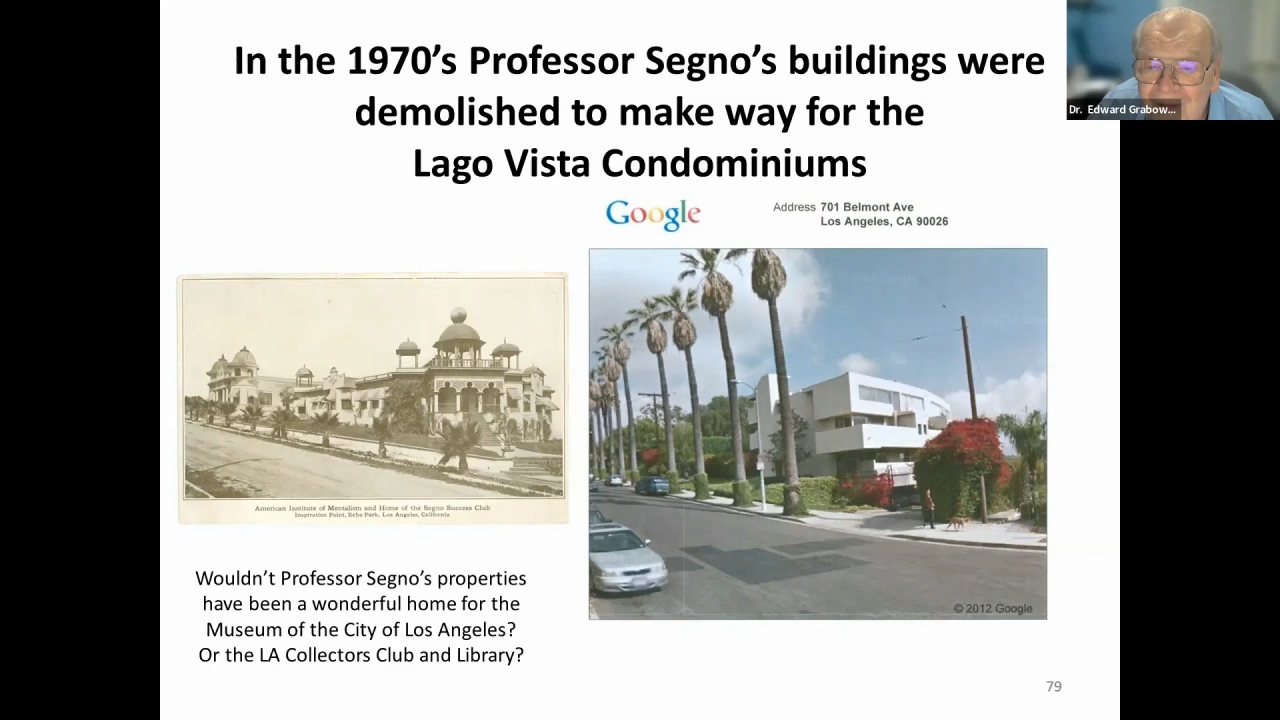 In the 1970's Professor Segno's buildings were
demolished to make way for the
Lago Vista Condominiums
Dr. Edward Grabow...
Google
Address 701 Belmont Ave
Los Angeles, CA 90026
American Institute of Mentalism and Home of the Segno Success Club
Inspiration Point, Echo Park, Los Angeles, California
© 2012 Google
Wouldn't Professor Segno's properties
have been a wonderful home for the
Museum of the City of Los Angeles?
Or the LA Collectors Club and Library?
79